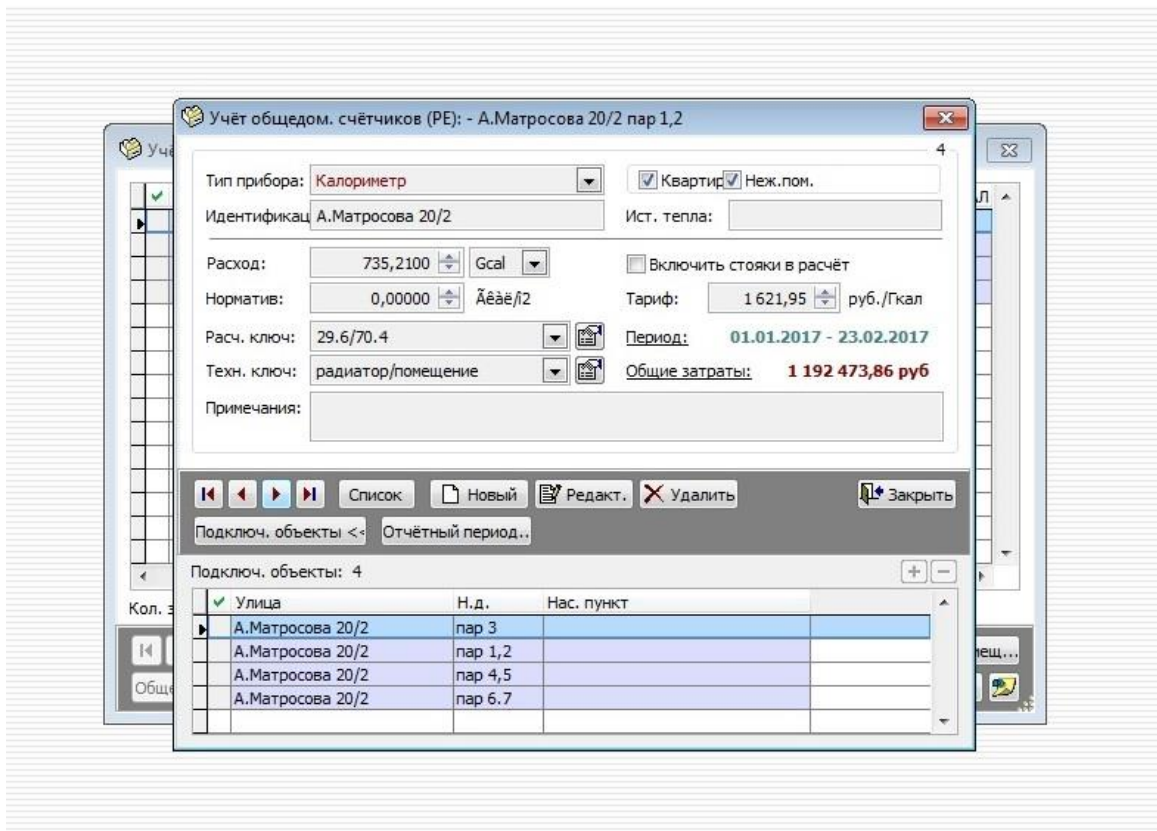 Учёт общедом. счётчиков (PE): - А.Матросова 20/2 пар 1,2
4
Тип прибора: Калориметр Квартир Неж.пом.
Идентификац А.Матросова 20/2 Ист. тепла:
Расход: 735,2100 Gcal Включить стояки в расчёт
Норматив: 0,00000 Ãêàë/ì2 Тариф: 1 621,95 руб./Гкал
Расч. ключ: 29.6/70.4 Период: 01.01.2017 - 23.02.2017
Техн. ключ: радиатор/помещение Общие затраты: 1 192 473,86 руб
Примечания:
Список Новый Редакт. Удалить Закрыть
Подключ. объекты << Отчётный период..
Подключ. объекты: 4
Кол. з
Улица Н.д. Нас. пункт
А.Матросова 20/2 пар 3
А.Матросова 20/2 пар 1,2
А.Матросова 20/2 пар 4,5
А.Матросова 20/2 пар 6.7